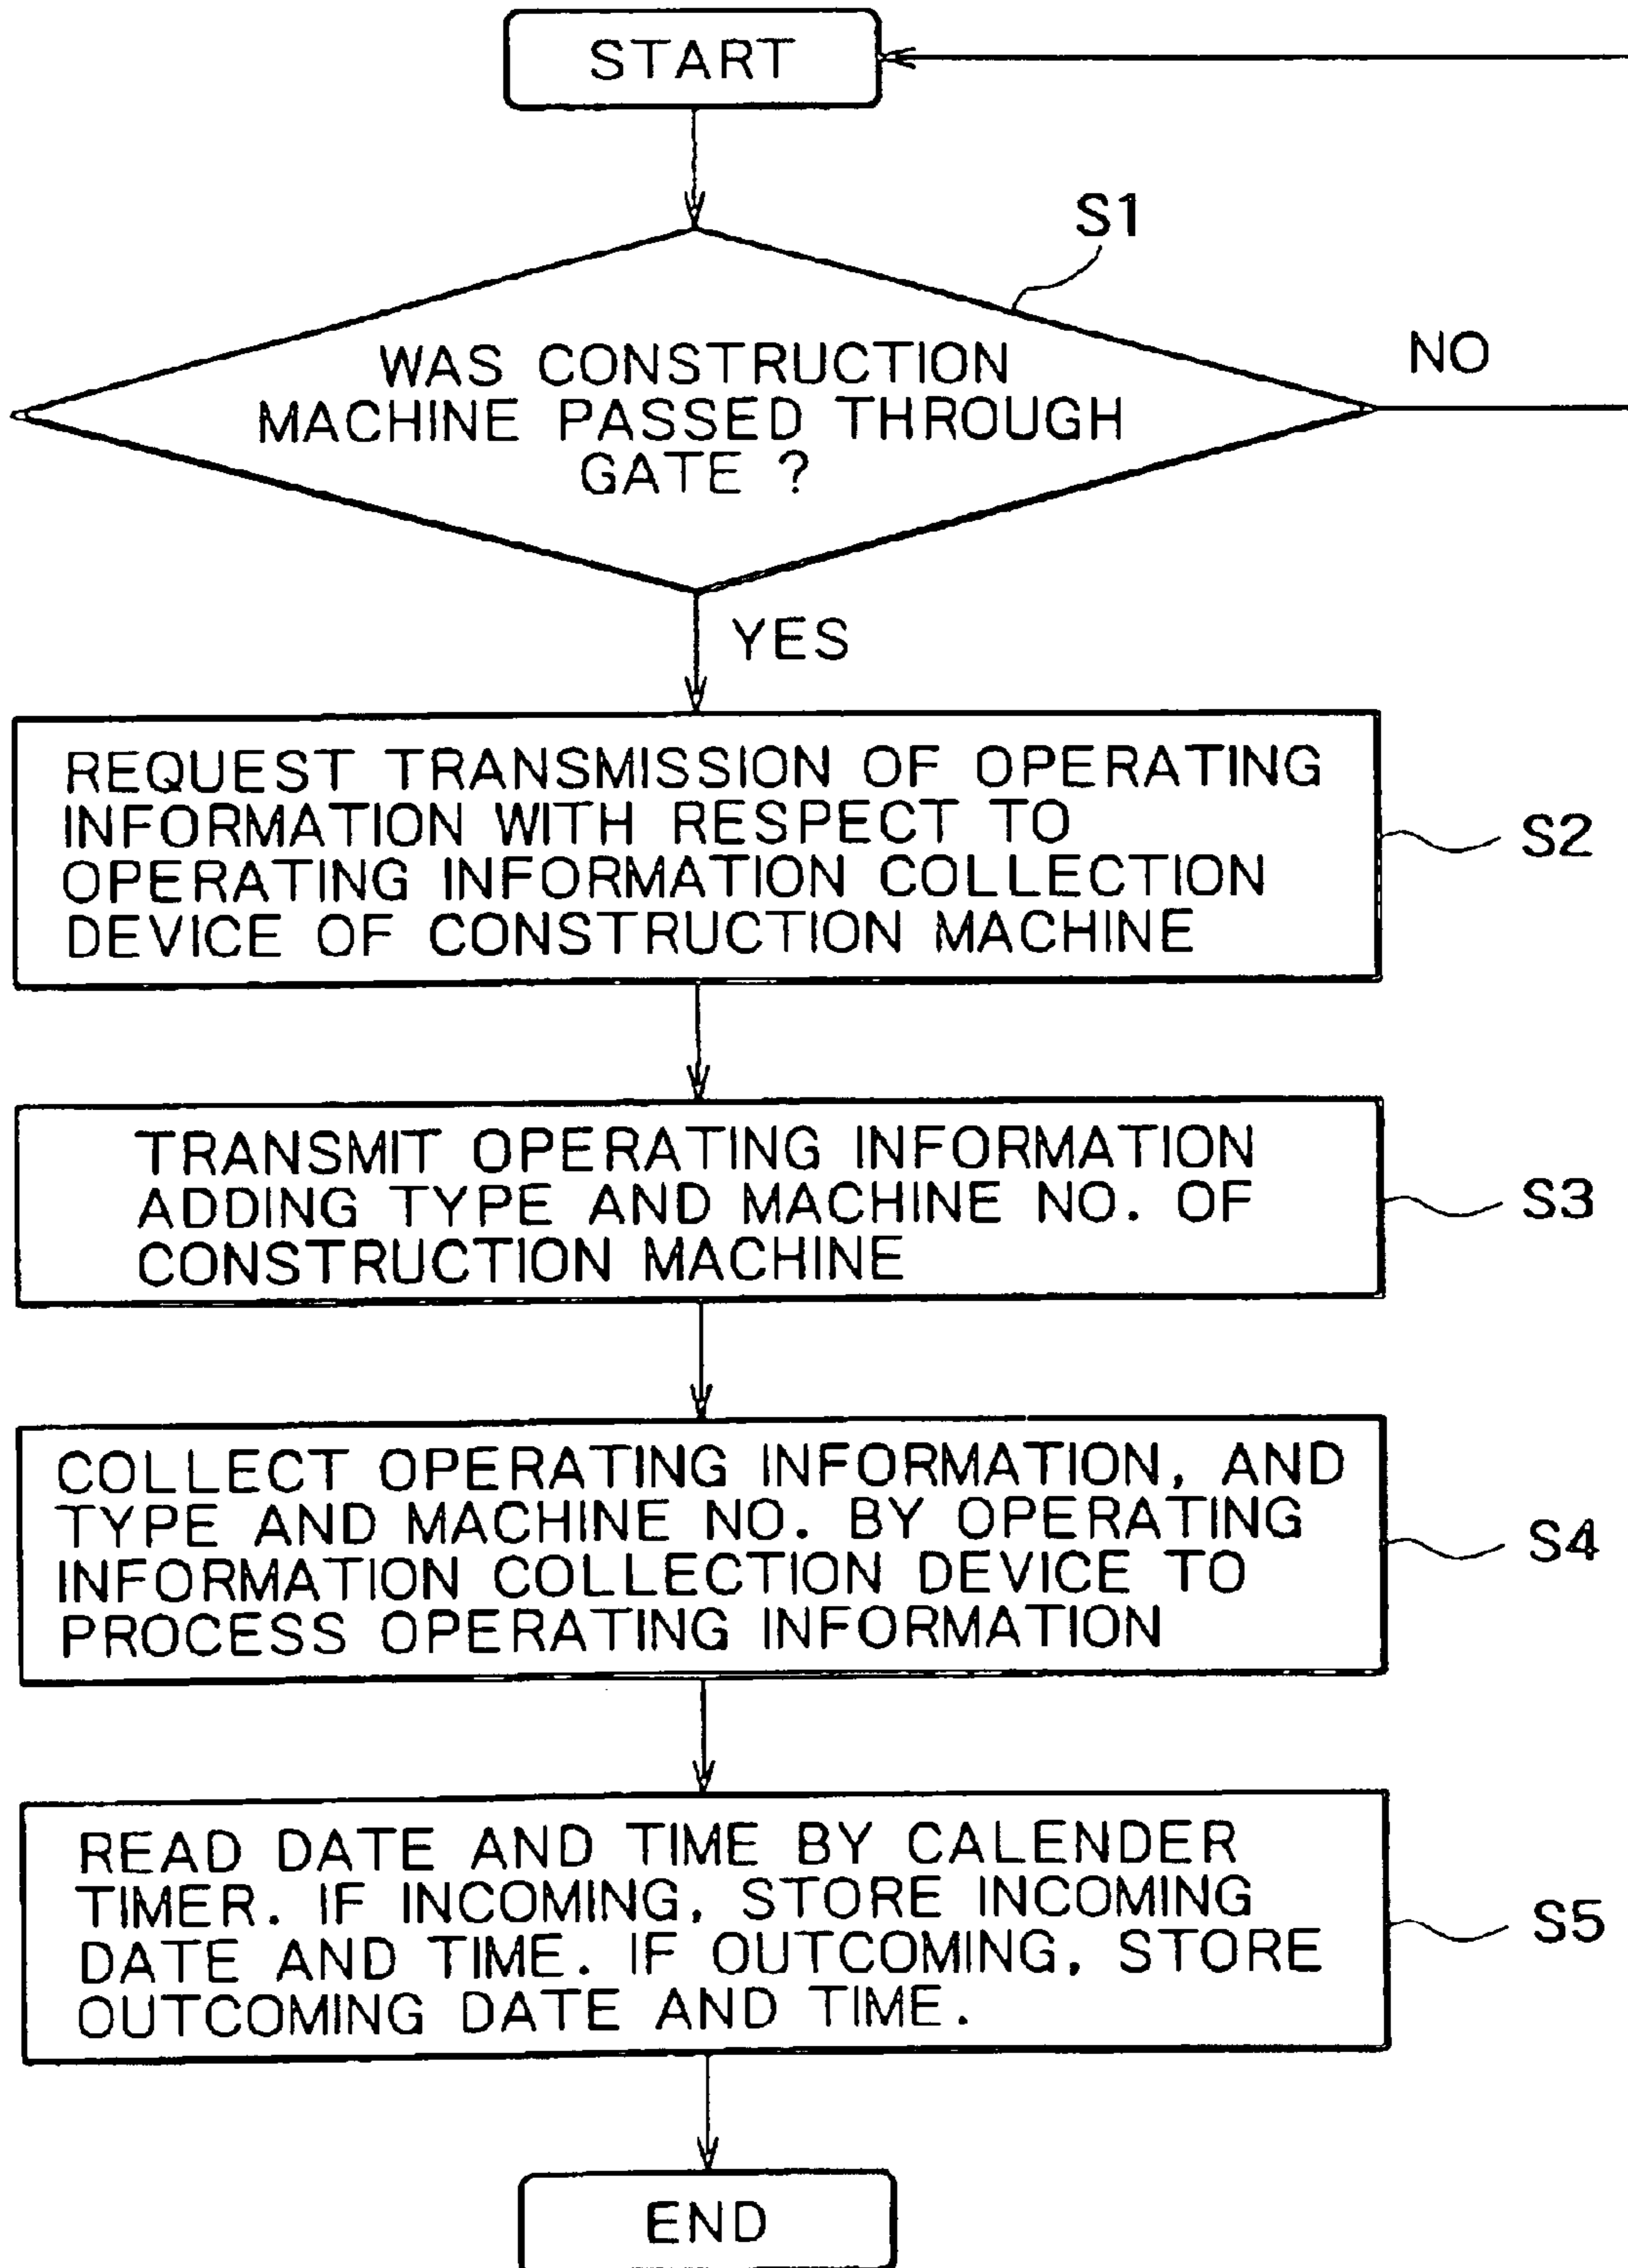 START
S1
WAS CONSTRUCTION
MACHINE PASSED THROUGH
GATE ?
NO
YES
REQUEST TRANSMISSION OF OPERATING
INFORMATION WITH RESPECT TO
OPERATING INFORMATION COLLECTION
DEVICE OF CONSTRUCTION MACHINE
S2
TRANSMIT OPERATING INFORMATION
ADDING TYPE AND MACHINE NO. OF
CONSTRUCTION MACHINE
S3
COLLECT OPERATING INFORMATION, AND
TYPE AND MACHINE NO. BY OPERATING
INFORMATION COLLECTION DEVICE TO
PROCESS OPERATING INFORMATION
S4
READ DATE AND TIME BY CALENDER
TIMER. IF INCOMING, STORE INCOMING
DATE AND TIME. IF OUTCOMING, STORE
OUTCOMING DATE AND TIME.
S5
END